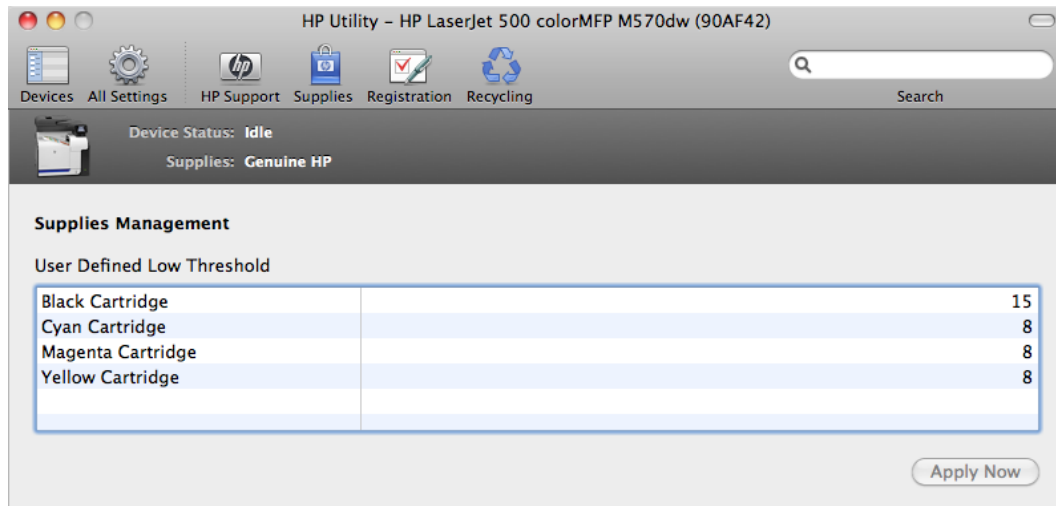 HP Utility – HP LaserJet 500 colorMFP M570dw (90AF42)
Devices All Settings HP Support Supplies Registration Recycling Search
Device Status: Idle
Supplies: Genuine HP
Supplies Management
User Defined Low Threshold
Black Cartridge 15
Cyan Cartridge 8
Magenta Cartridge 8
Yellow Cartridge 8
Apply Now